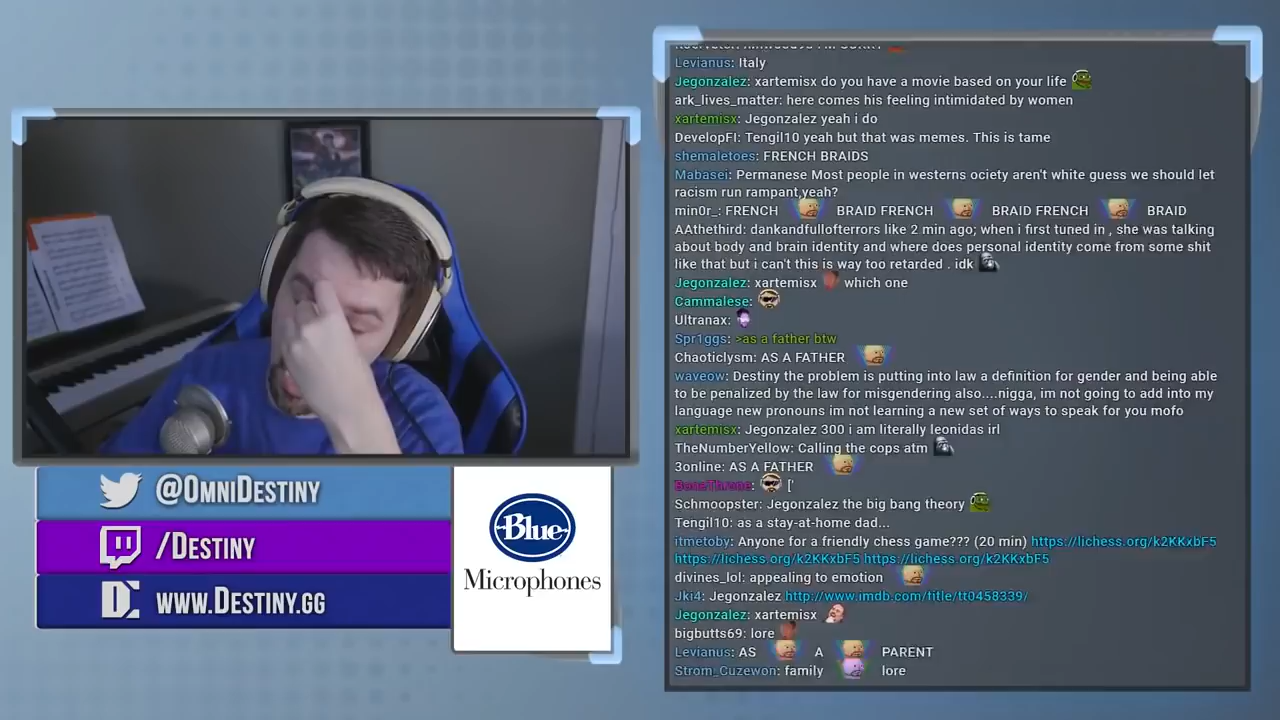 Levianus: Italy
Jegonzalez: xartemisx do you have a movie based on your life
ark_lives_matter: here comes his feeling intimidated by women
xartemisx: Jegonzalez yeah i do
DevelopFI: Tengil10 yeah but that was memes. This is tame
shemaletoes: FRENCH BRAIDS
Mabasei: Permanese Most people in westerns ociety aren't white guess we should let
racism run rampant,yeah?
min0r_: FRENCH BRAID FRENCH BRAID FRENCH BRAID
AAthethird: dankandfullofterrors like 2 min ago; when i first tuned in , she was talking
about body and brain identity and where does personal identity come from some shit
like that but i can't this is way too retarded . idk
Jegonzalez: xartemisx which one
Cammalese:
Ultranax:
Spr1ggs: >as a father btw
Chaoticlysm: AS A FATHER
waveow: Destiny the problem is putting into law a definition for gender and being able
to be penalized by the law for misgendering also....nigga, im not going to add into my
language new pronouns im not learning a new set of ways to speak for you mofo
xartemisx: Jegonzalez 300 i am literally leonidas irl
TheNumberYellow: Calling the cops atm
3online: AS A FATHER
BoneThrone: ['
Schmoopster: Jegonzalez the big bang theory
Tengil10: as a stay-at-home dad...
itmetoby: Anyone for a friendly chess game??? (20 min) https://lichess.org/k2KKxbF5
https://lichess.org/k2KKxbF5 https://lichess.org/k2KKxbF5
divines_lol: appealing to emotion
Jki4: Jegonzalez http://www.imdb.com/title/tt0458339/
Jegonzalez: xartemisx
bigbutts69: lore
Levianus: AS A PARENT
Strom_Cuzewon: family lore
@OmniDestiny
/Destiny
www.Destiny.gg
Blue
Microphones